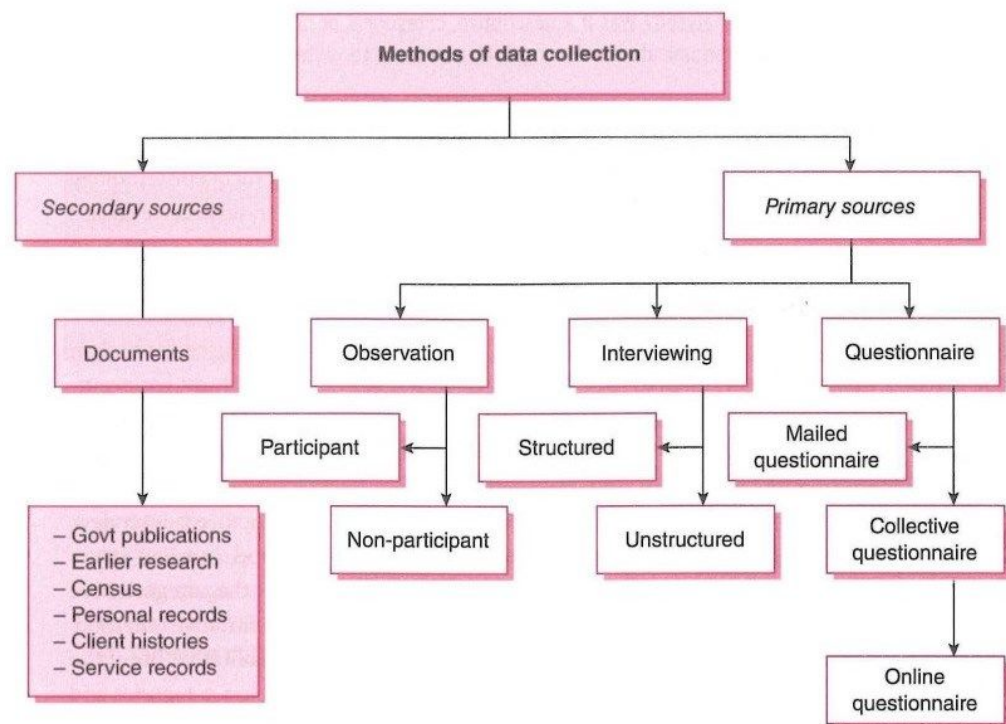 Methods of data collection
Secondary sources
Primary sources
Documents
Observation
Interviewing
Questionnaire
Participant
Structured
Mailed
questionnaire
– Govt publications
– Earlier research
– Census
– Personal records
– Client histories
– Service records
Non-participant
Unstructured
Collective
questionnaire
Online
questionnaire